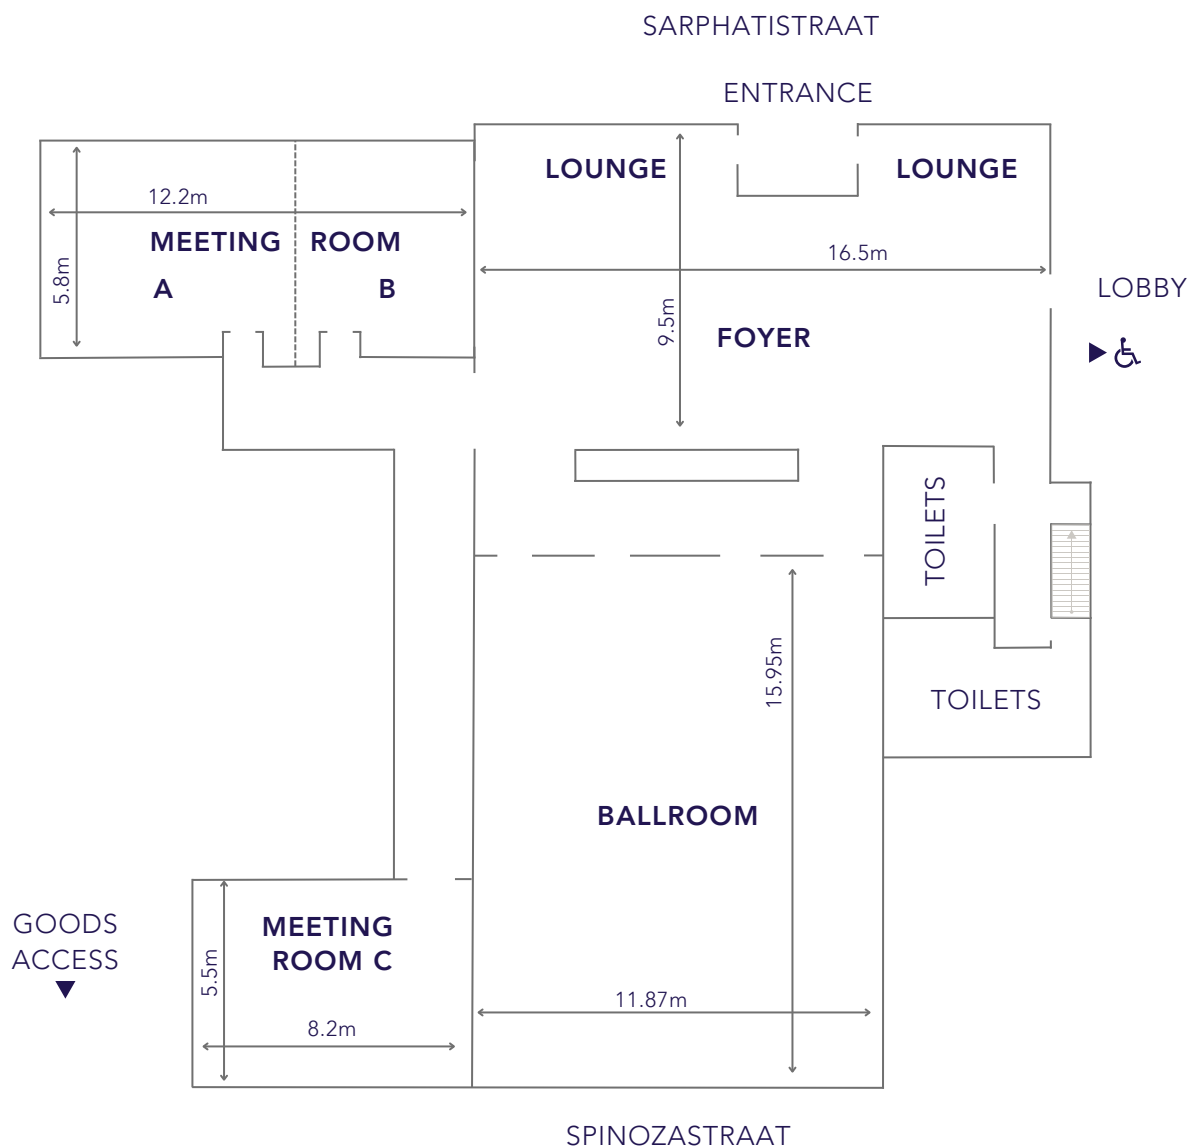 SARPHATISTRAAT
ENTRANCE
LOUNGE
LOUNGE
12.2m
MEETING ROOM
A
B
5.8m
16.5m
9.5m
FOYER
LOBBY
TOILETS
15.95m
TOILETS
BALLROOM
GOODS
ACCESS
MEETING
ROOM C
5.5m
8.2m
11.87m
SPINOZASTRAAT